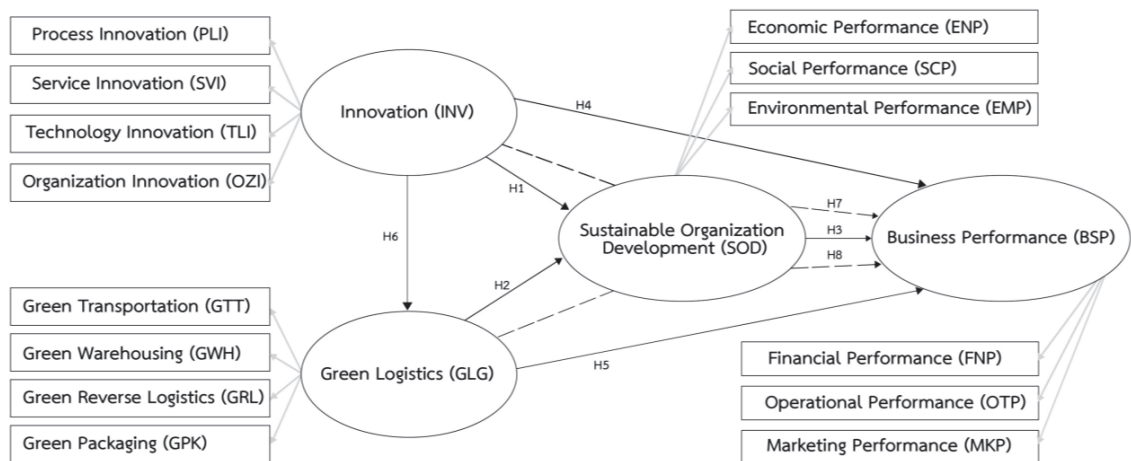 Process Innovation (PLI)
Service Innovation (SVI)
Technology Innovation (TLI)
Organization Innovation (OZI)
Innovation (INV)
Economic Performance (ENP)
Social Performance (SCP)
Environmental Performance (EMP)
H4
H1
H6
H2
Sustainable Organization
Development (SOD)
H7
H3
H8
Business Performance (BSP)
Green Transportation (GTT)
Green Warehousing (GWH)
Green Reverse Logistics (GRL)
Green Packaging (GPK)
Green Logistics (GLG)
H5
Financial Performance (FNP)
Operational Performance (OTP)
Marketing Performance (MKP)